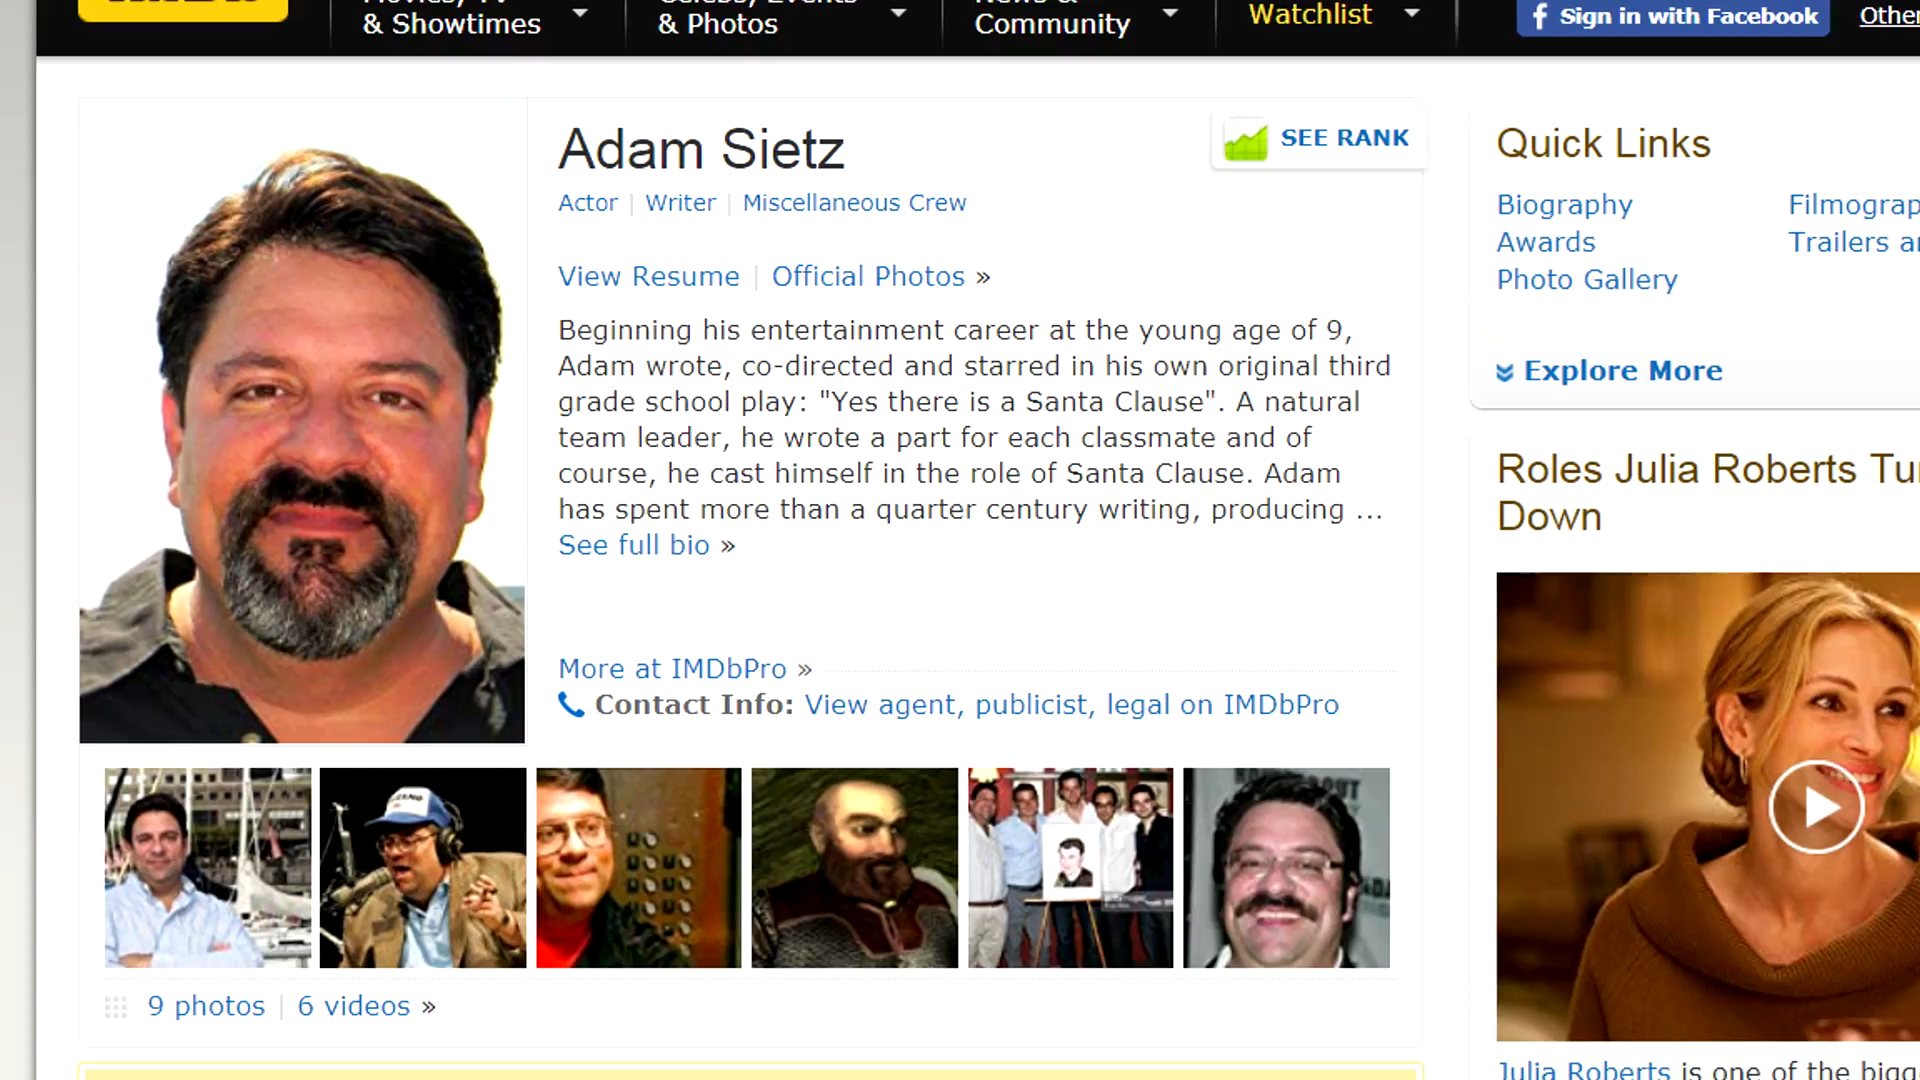 & Showtimes
& Photos
Community
Watchlist
Sign in with Facebook
Other
Adam Sietz
SEE RANK
Actor | Writer | Miscellaneous Crew
View Resume | Official Photos »
Beginning his entertainment career at the young age of 9,
Adam wrote, co-directed and starred in his own original third
grade school play: "Yes there is a Santa Clause". A natural
team leader, he wrote a part for each classmate and of
course, he cast himself in the role of Santa Clause. Adam
has spent more than a quarter century writing, producing ...
See full bio »
More at IMDbPro »
Contact Info: View agent, publicist, legal on IMDbPro
9 photos | 6 videos »
Quick Links
Biography
Filmograp
Awards
Trailers a
Photo Gallery
Explore More
Roles Julia Roberts Tu
Down
Julia Roberts is one of the bigg